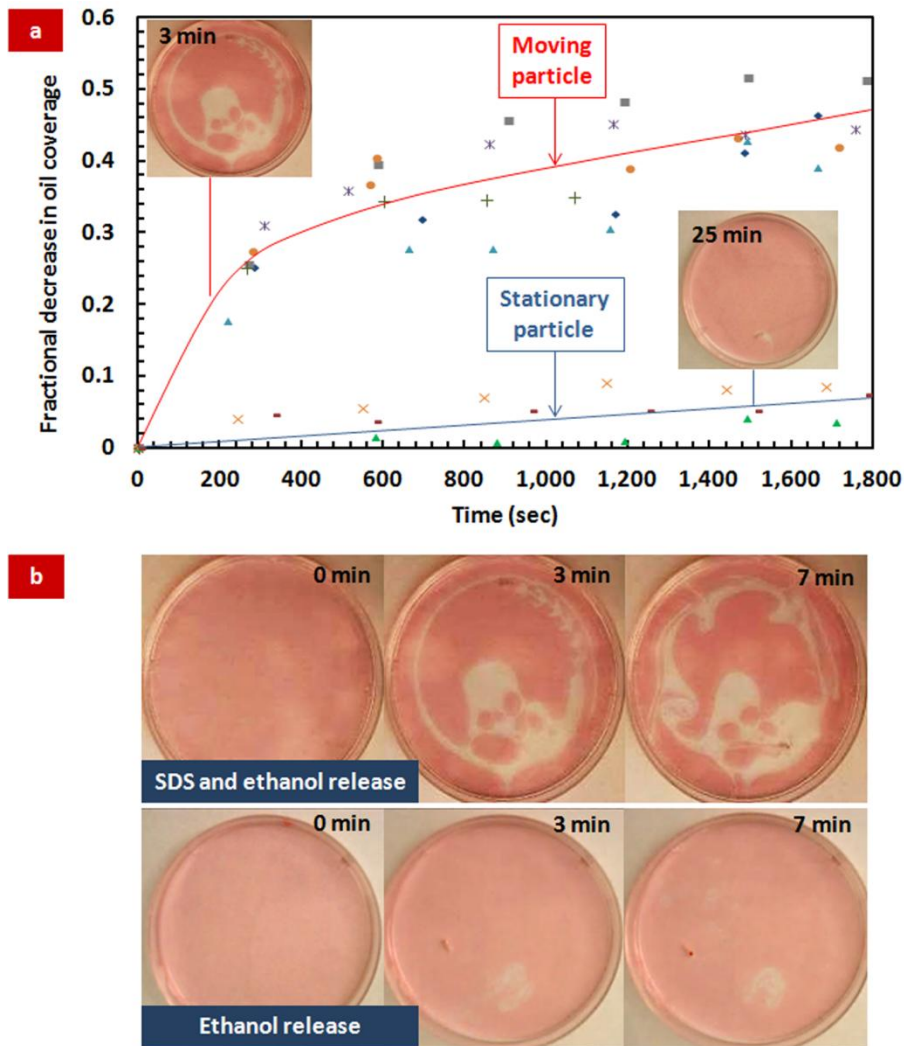 a
0.6
0.5
0.4
0.3
0.2
0.1
0
Fractional decrease in oil coverage
3 min
Moving
particle
25 min
Stationary
particle
0 200 400 600 800 1,000 1,200 1,400 1,600 1,800
Time (sec)
b
0 min 3 min 7 min
SDS and ethanol release
0 min 3 min 7 min
Ethanol release